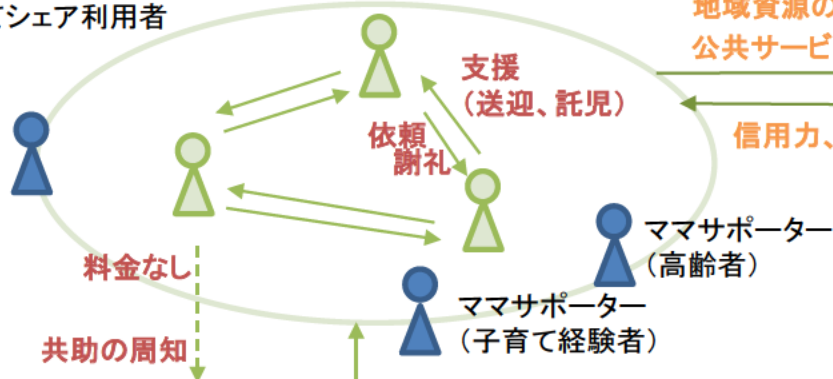 てシェア利用者
地域資源の
公共サービ
支援
（送迎、託児）
依頼
謝礼
信用力、
ママサポーター
（高齢者）
料金なし
ママサポーター
（子育て経験者）
共助の周知